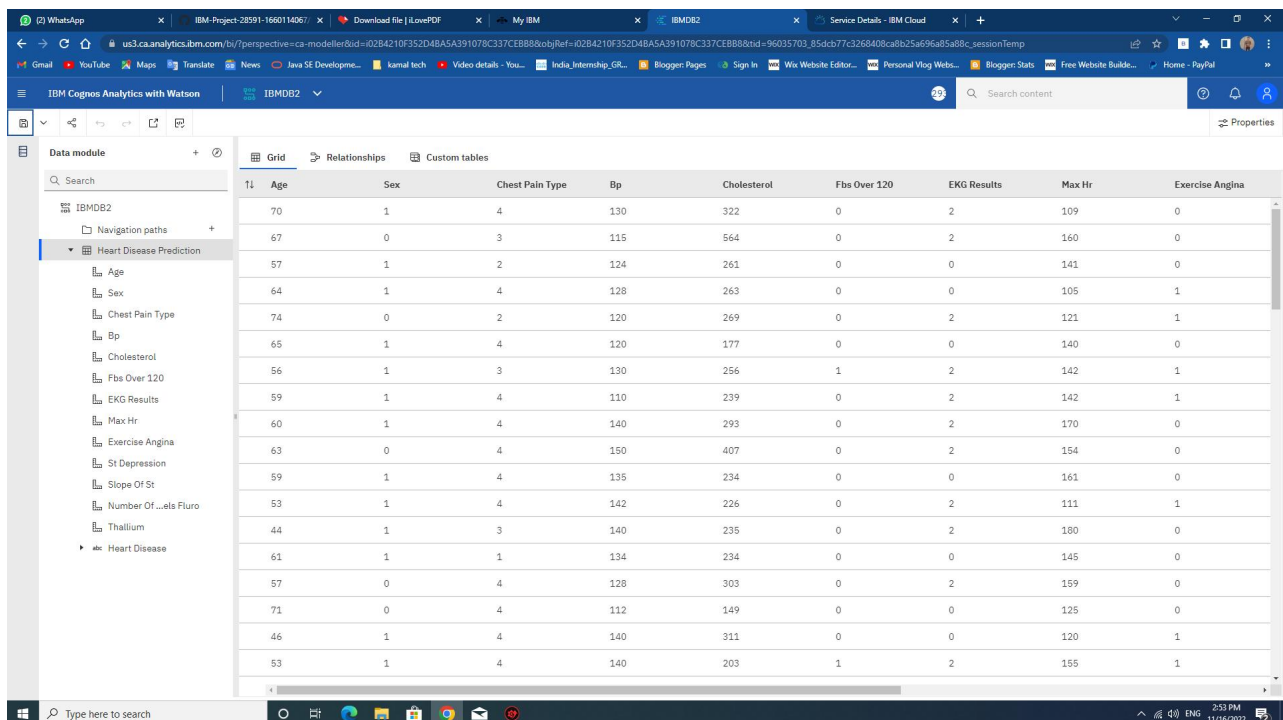 (2) WhatsApp IBM-Project-28591-1660114067/ Download file | iLovePDF My IBM IBMDB2 Service Details - IBM Cloud
us3.ca.analytics.ibm.com/bi/?perspective=ca-modeller&id=i02B4210F352D4BA5A391078C337CEBB8&objRef=i02B4210F352D4BA5A391078C337CEBB8&tid=96035703_85dcb77c3268408ca8b25a696a85a88c_sessionTemp
Gmail YouTube Maps Translate News Java SE Developme... kamal tech Video details - You... India_Internship_GR... Blogger: Pages Sign In Wix Website Editor... Personal Vlog Webs... Blogger: Stats Free Website Builde... Home - PayPal »
IBM Cognos Analytics with Watson IBMDB2 293 Search content
Properties
Data module
Grid Relationships Custom tables
Search
Age Sex Chest Pain Type Bp Cholesterol Fbs Over 120 EKG Results Max Hr Exercise Angina
IBMDB2
Navigation paths +
Heart Disease Prediction
Age
Sex
Chest Pain Type
Bp
Cholesterol
Fbs Over 120
EKG Results
Max Hr
Exercise Angina
St Depression
Slope Of St
Number Of ...els Fluro
Thallium
abc Heart Disease
70 1 4 130 322 0 2 109 0
67 0 3 115 564 0 2 160 0
57 1 2 124 261 0 0 141 0
64 1 4 128 263 0 0 105 1
74 0 2 120 269 0 2 121 1
65 1 4 120 177 0 0 140 0
56 1 3 130 256 1 2 142 1
59 1 4 110 239 0 2 142 1
60 1 4 140 293 0 2 170 0
63 0 4 150 407 0 2 154 0
59 1 4 135 234 0 0 161 0
53 1 4 142 226 0 2 111 1
44 1 3 140 235 0 2 180 0
61 1 1 134 234 0 0 145 0
57 0 4 128 303 0 2 159 0
71 0 4 112 149 0 0 125 0
46 1 4 140 311 0 0 120 1
53 1 4 140 203 1 2 155 1
Type here to search
ENG
2:53 PM
11/16/2022